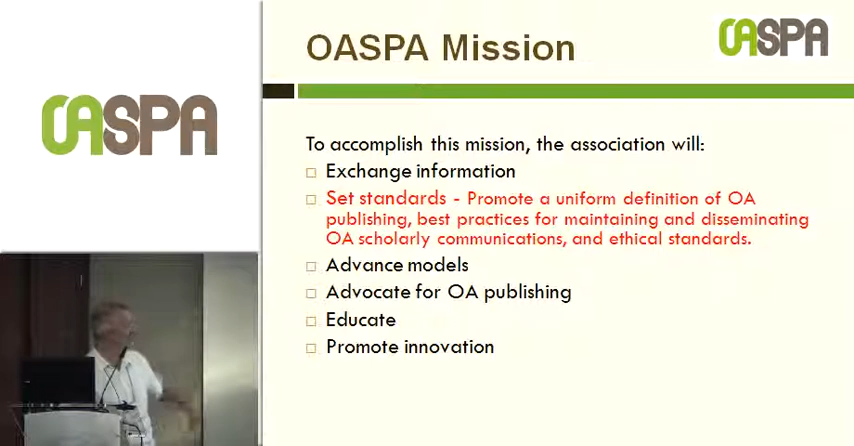 OASPA Mission
OASPA
OASPA
To accomplish this mission, the association will:
Exchange information
Set standards - Promote a uniform definition of OA
publishing, best practices for maintaining and disseminating
OA scholarly communications, and ethical standards.
Advance models
Advocate for OA publishing
Educate
Promote innovation